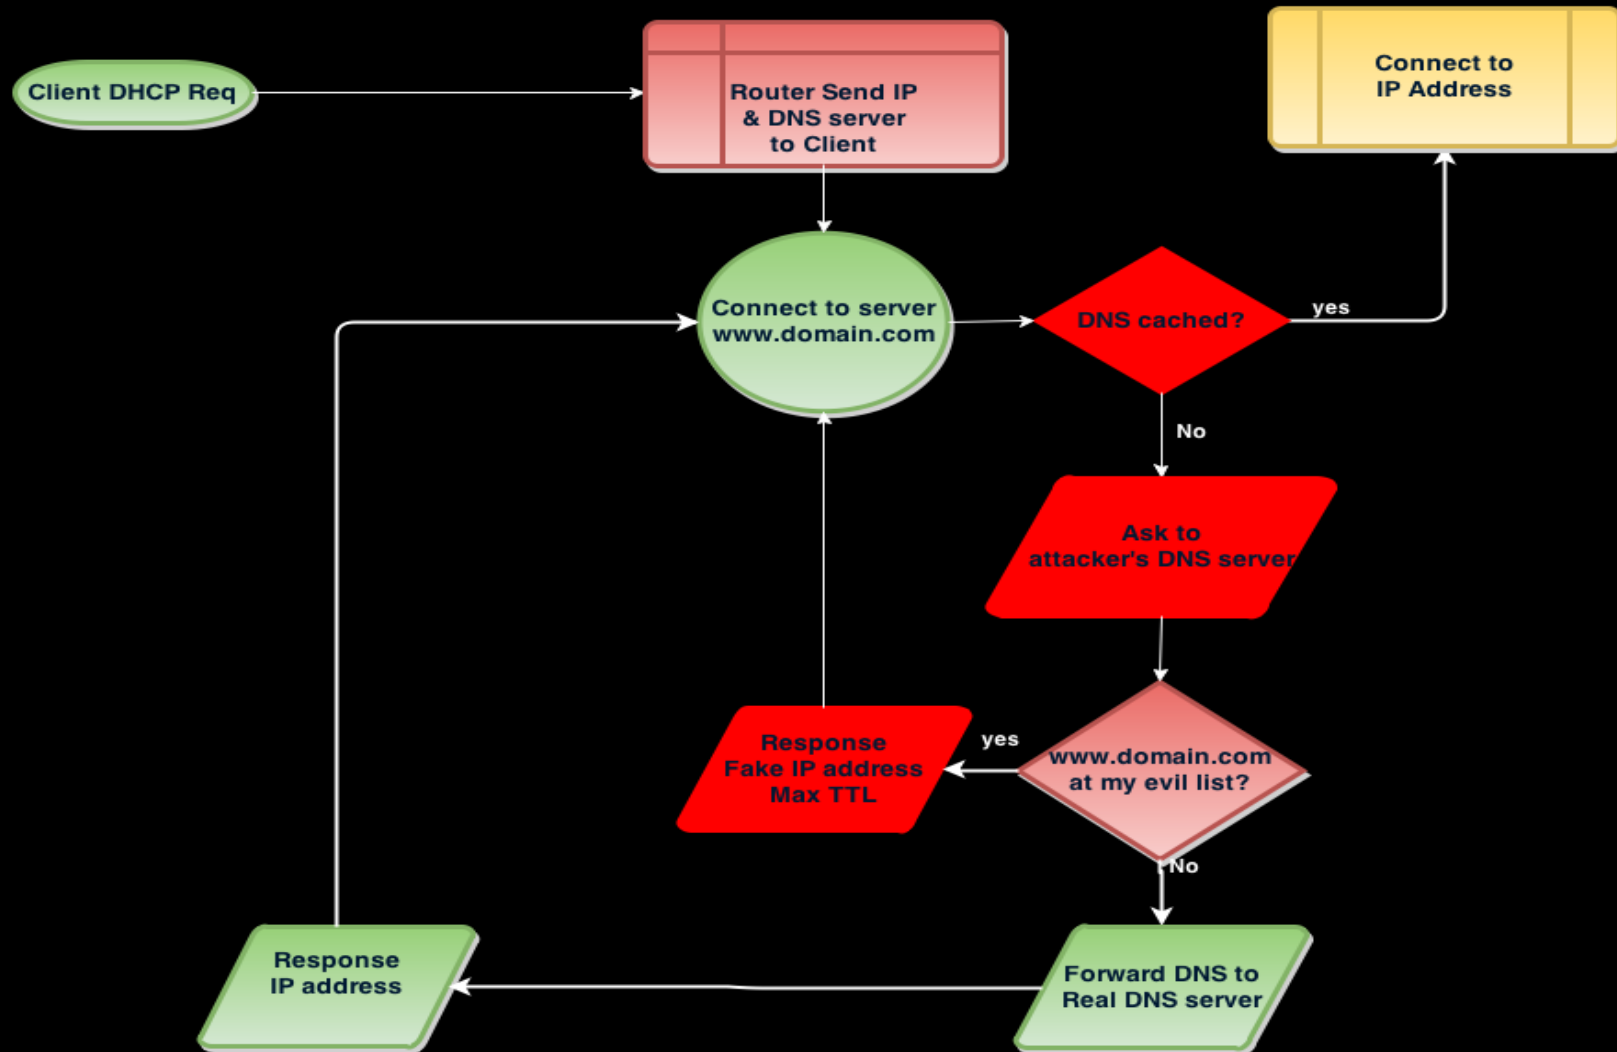 Client DHCP Req
Router Send IP
& DNS server
to Client
Connect to
IP Address
Connect to server
www.domain.com
DNS cached?
yes
No
Ask to
attacker's DNS server
www.domain.com
at my evil list?
yes
Response
Fake IP address
Max TTL
No
Forward DNS to
Real DNS server
Response
IP address